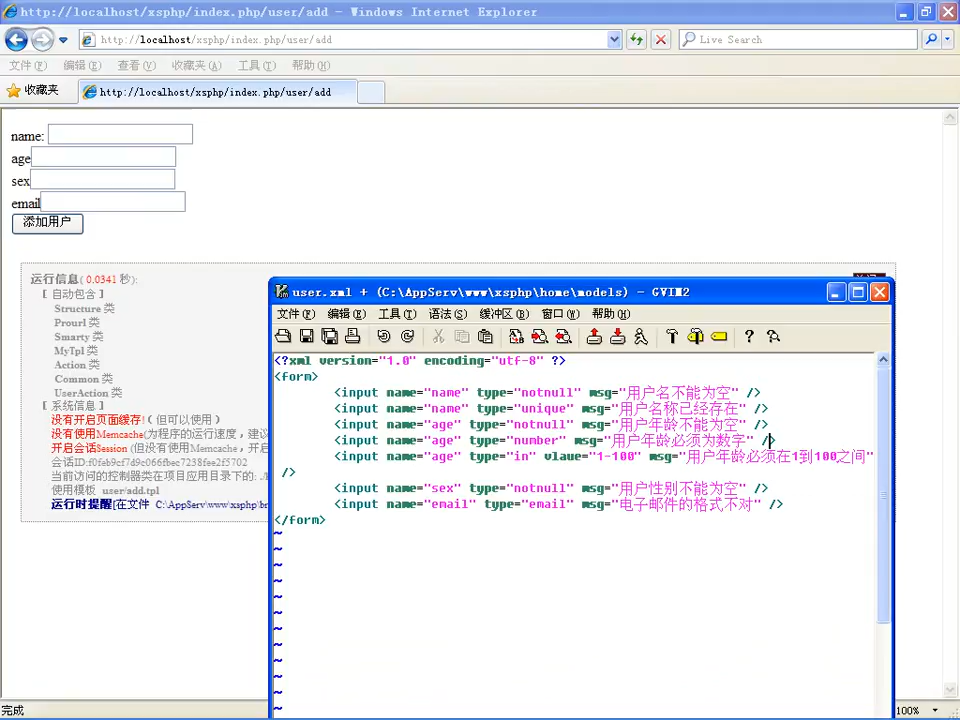 http://localhost/xsphp/index.php/user/add - Windows Internet Explorer
http://localhost/xsphp/index.php/user/add
Live Search
文件(F) 编辑(E) 查看(V) 收藏夹(A) 工具(T) 帮助(H)
收藏夹 http://localhost/xsphp/index.php/user/add
name:
age
sex
email
添加用户
运行信息( 0.0341 秒):
[ 自动包含 ]
Structure 类
Prourl 类
Smarty 类
MyTpl 类
Action 类
Common 类
UserAction 类
[ 系统信息 ]
没有开启页面缓存!( 但可以使用 )
没有使用Memcache(为程序的运行速度，建议
开启会话Session (但没有使用Memcache，开启
会话ID:f0feb9cf7d9c066fbec7238fee2f5702
当前访问的控制器类在项目应用目录下的: ./
使用模板 user/add.tpl
运行时提醒[在文件 C:\AppServ\www\xsphp\br
user.xml + (C:\AppServ\www\xsphp\home\models) - GVIM2
文件(F) 编辑(E) 工具(T) 语法(S) 缓冲区(B) 窗口(W) 帮助(H)
<?xml version="1.0" encoding="utf-8" ?>
<form>
<input name="name" type="notnull" msg="用户名不能为空" />
<input name="name" type="unique" msg="用户名称已经存在" />
<input name="age" type="notnull" msg="用户年龄不能为空" />
<input name="age" type="number" msg="用户年龄必须为数字" />
<input name="age" type="in" vlaue="1-100" msg="用户年龄必须在1到100之间"
/>
<input name="sex" type="notnull" msg="用户性别不能为空" />
<input name="email" type="email" msg="电子邮件的格式不对" />
</form>
~
~
~
~
~
~
~
~
~
~
~
~
完成
100%